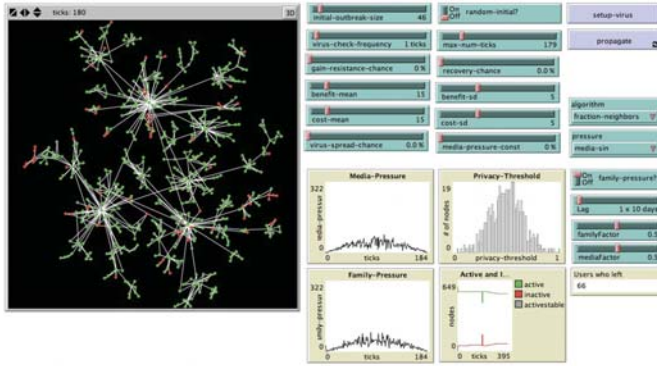 ticks: 180
3D
initial-outbreak-size 46
On
Off
random-initial?
setup-virus
virus-check-frequency 1 ticks
max-num-ticks 179
propagate
gain-resistance-chance 0 %
recovery-chance 0.0 %
benefit-mean 15
benefit-sd 5
algorithm
fraction-neighbors
cost-mean 15
cost-sd 5
pressure
media-sin
virus-spread-chance 0.0 %
media-pressure-const 0 %
Media-Pressure
322
0
0 ticks 184
Privacy-Threshold
19
# of nodes
0
0 privacy-threshold 1
On
Off
family-pressure?
Lag 1 x 10 days
familyFactor
mediaFactor
Family-Pressure
322
0
0 ticks 184
Active and I...
649
nodes
0 ticks 395
active
inactive
activestable
Users who left
66